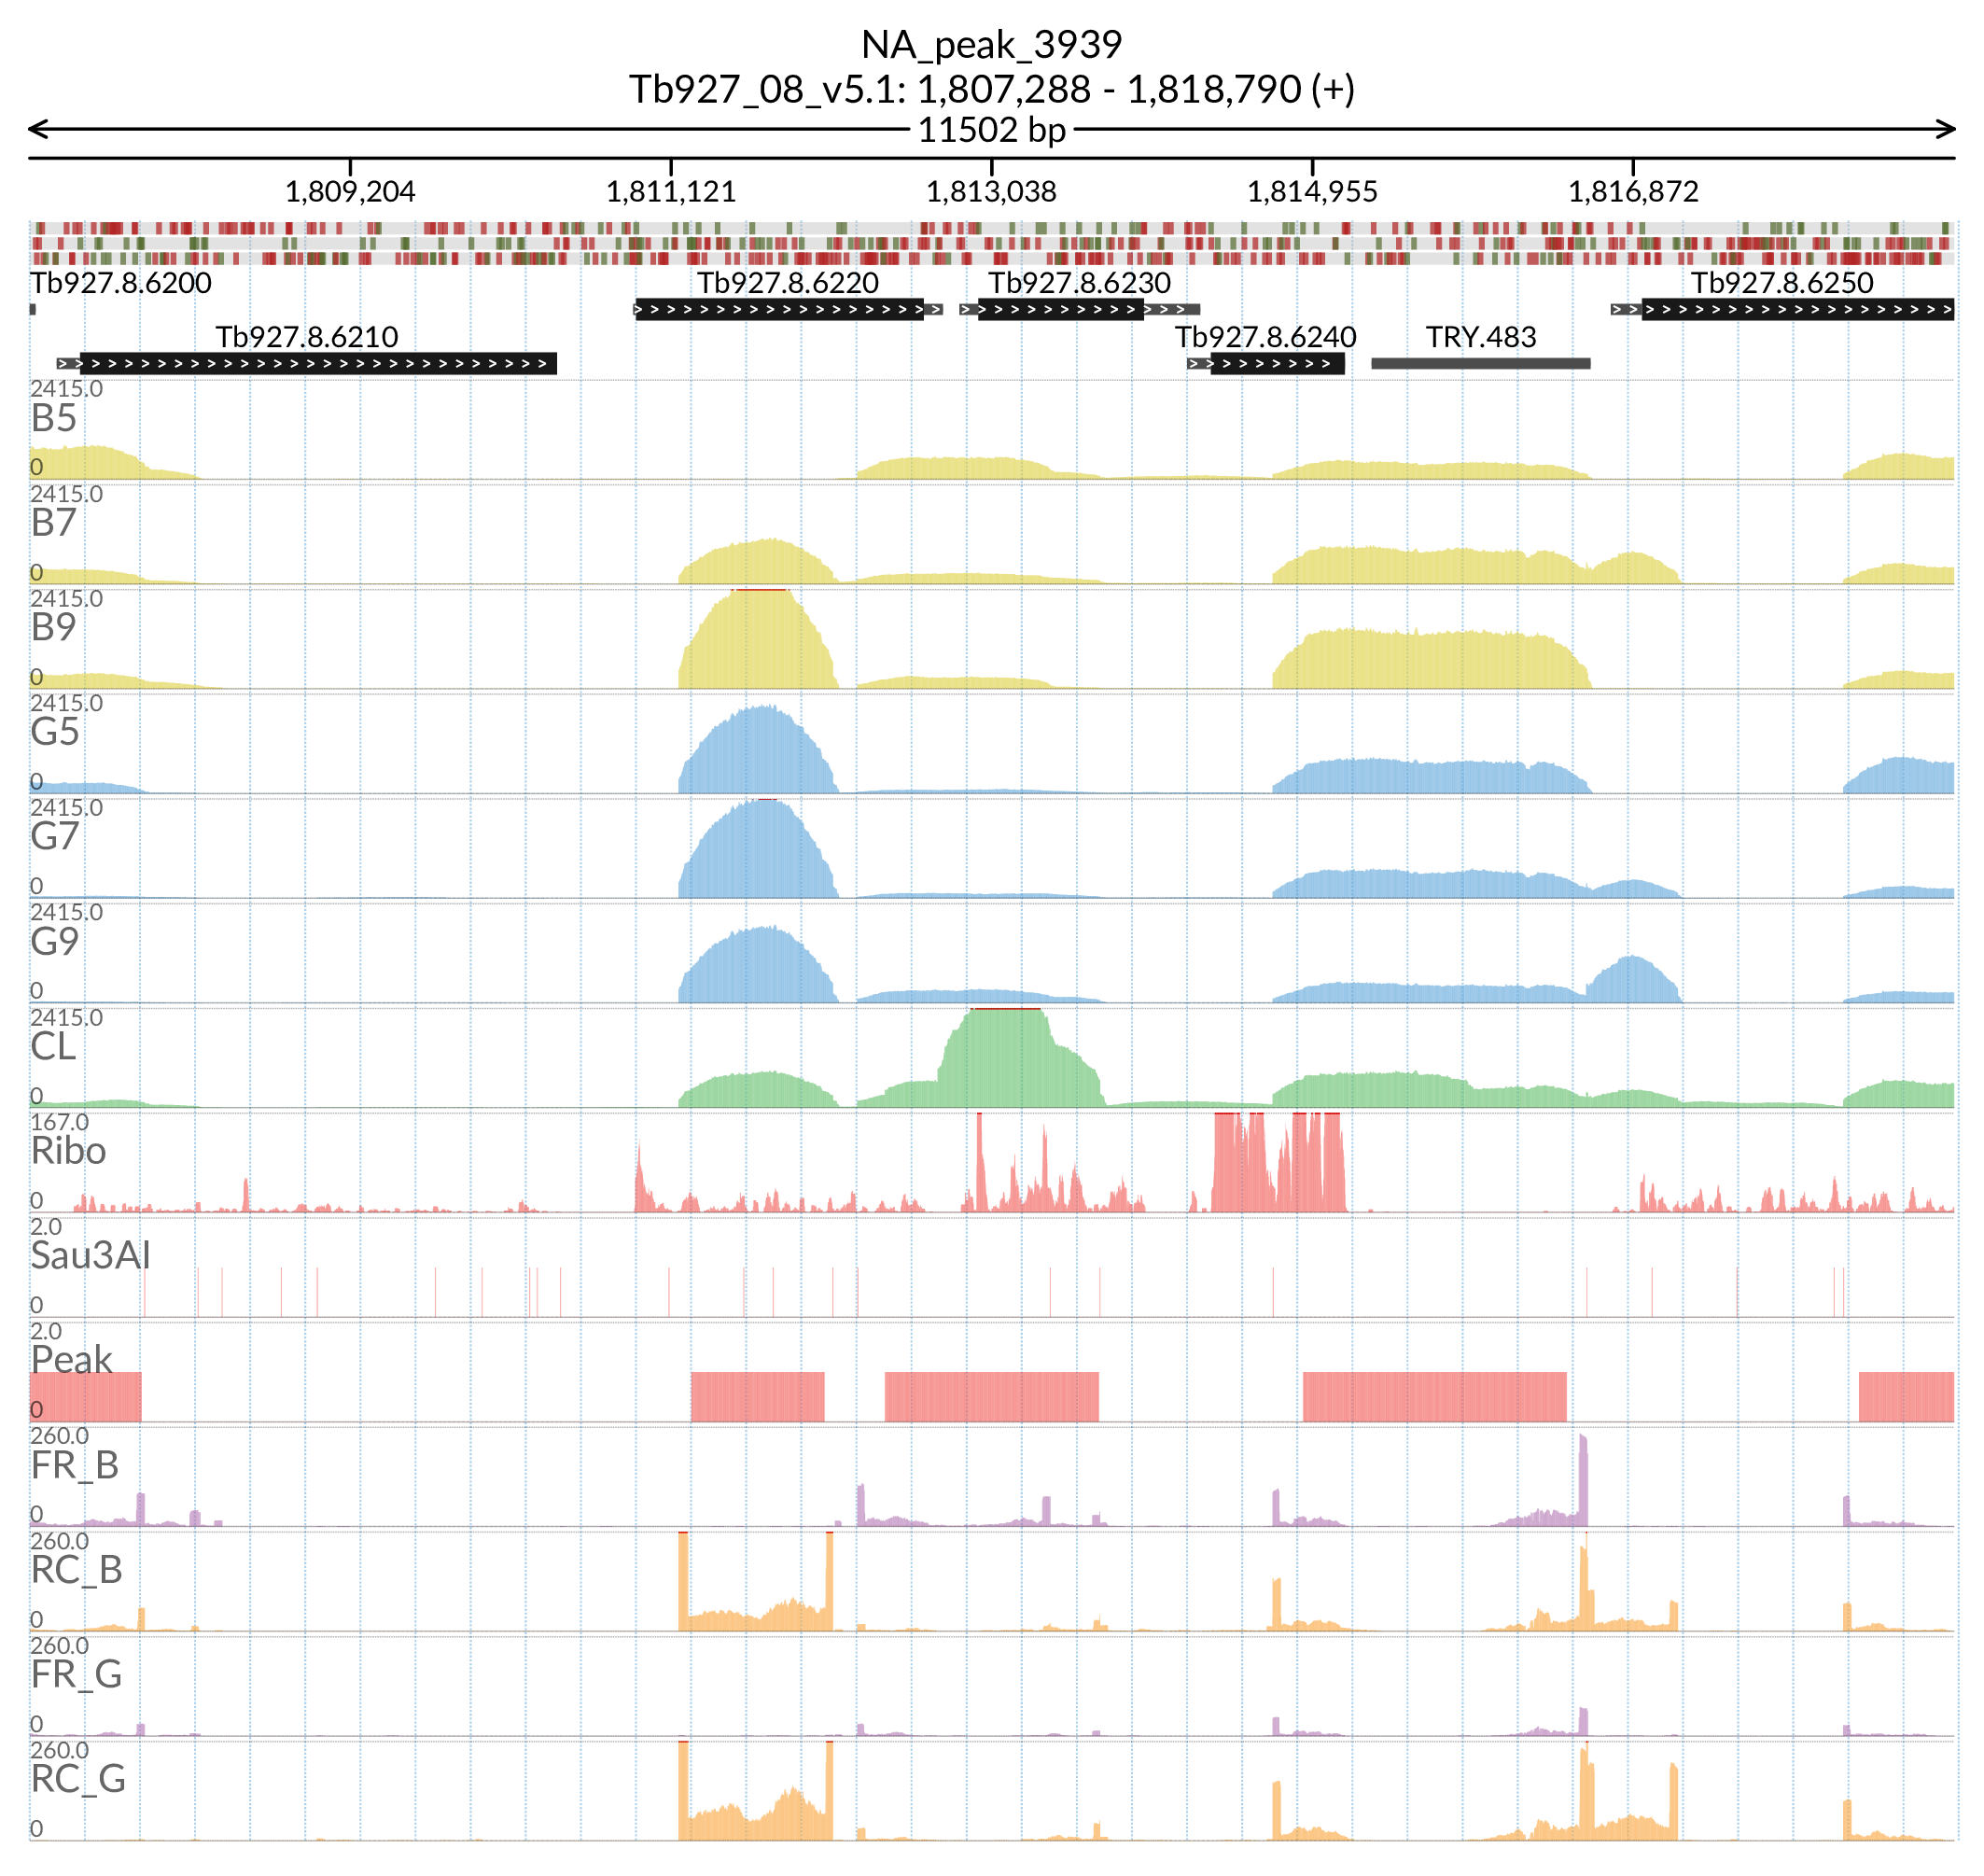 NA_peak_3939
Tb927_08_v5.1: 1,807,288 - 1,818,790 (+)
11502 bp
1,809,204 1,811,121 1,813,038 1,814,955 1,816,872
Tb927.8.6200 Tb927.8.6220 Tb927.8.6230 Tb927.8.6250
Tb927.8.6210 Tb927.8.6240 TRY.483
2415.0
B5
0
2415.0
B7
0
2415.0
B9
0
2415.0
G5
0
2415.0
G7
0
2415.0
G9
0
2415.0
CL
0
167.0
Ribo
0
2.0
Sau3AI
0
2.0
Peak
0
260.0
FR_B
0
260.0
RC_B
0
260.0
FR_G
0
260.0
RC_G
0